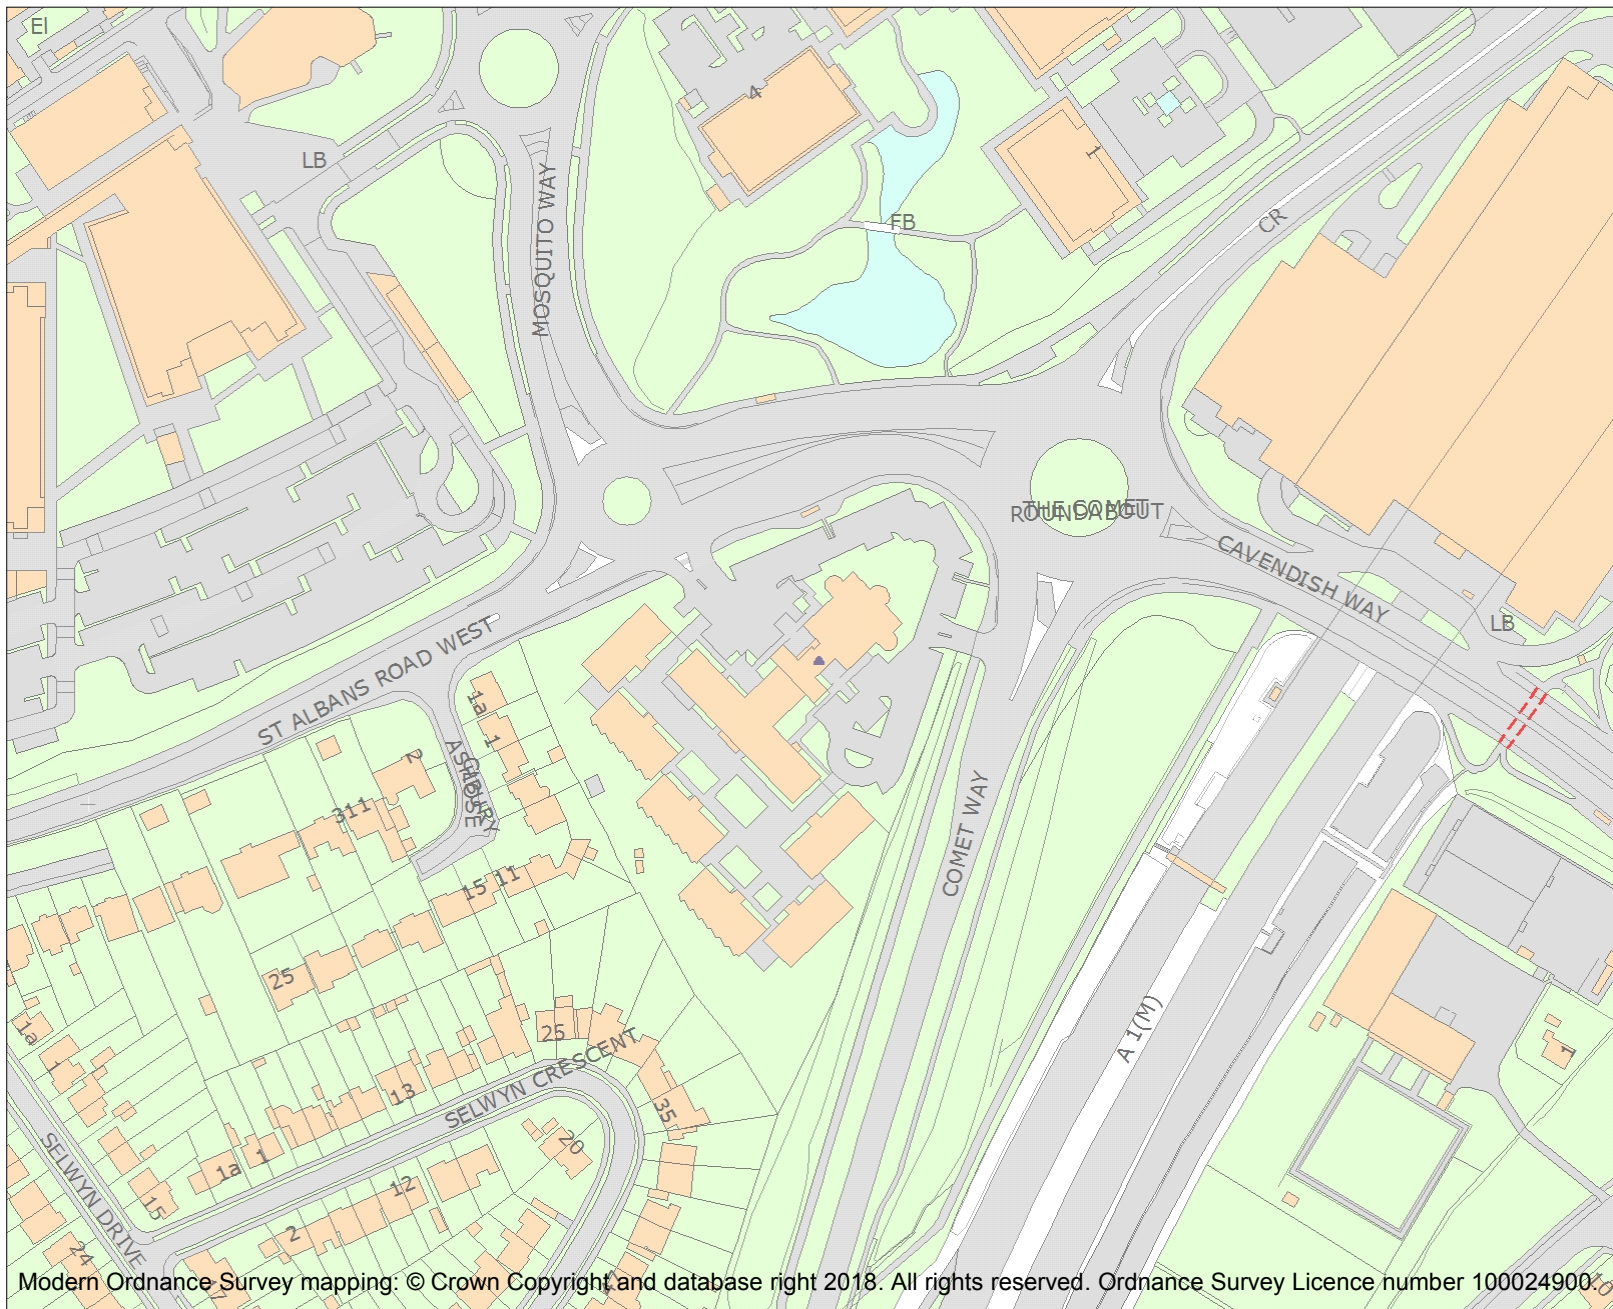 El
4
1
LB
MOSQUITO WAY
FB
CR
THE COMET
ROUNDABOUT
CAVENDISH WAY
LB
ST ALBANS ROAD WEST
1a
1
2
ASHBURY
CLOSE
311
15
11
25
COMET WAY
A 1(M)
1a
1
25
SELWYN CRESCENT
13
35
1
20
1a
1
12
15
SELWYN DRIVE
2
24
Modern Ordnance Survey mapping: © Crown Copyright and database right 2018. All rights reserved. Ordnance Survey Licence number 100024900.